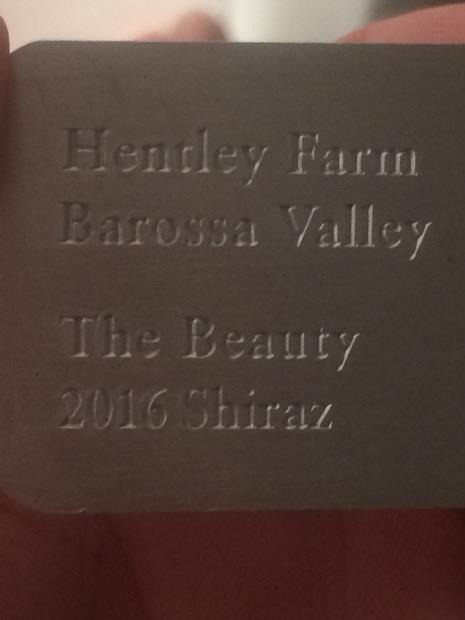 Hentley Farm
Barossa Valley
The Beauty
2016 Shiraz